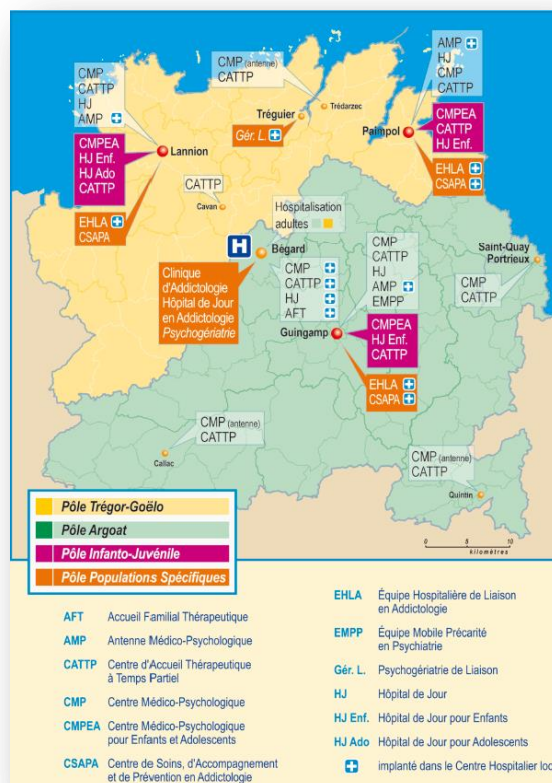 CMP
CATTP
HJ
AMP
CMPEA
HJ Enf.
HJ Ado
CATTP
Lannion
EHLA
CSAPA
CMP (antenne)
CATTP
Tréguier
Trédarzec
Gér. L.
AMP
HJ
CMP
CATTP
Paimpol
CMPEA
CATTP
HJ Enf.
EHLA
CSAPA
CATTP
Cavan
Hospitalisation
adultes
H
Bégard
Clinique
d'Addictologie
Hôpital de Jour
en Addictologie
Psychogériatrie
CMP
CATTP
HJ
AFT
CMP
CATTP
HJ
AMP
EMPP
Guingamp
CMPEA
HJ Enf.
CATTP
EHLA
CSAPA
Saint-Quay
Portrieux
CMP
CATTP
CMP (antenne)
CATTP
Callac
CMP (antenne)
CATTP
Quintin
0 5 10
kilomètres
Pôle Trégor-Goëlo
Pôle Argoat
Pôle Infanto-Juvénile
Pôle Populations Spécifiques
AFT Accueil Familial Thérapeutique
AMP Antenne Médico-Psychologique
CATTP Centre d'Accueil Thérapeutique
à Temps Partiel
CMP Centre Médico-Psychologique
CMPEA Centre Médico-Psychologique
pour Enfants et Adolescents
CSAPA Centre de Soins, d'Accompagnement
et de Prévention en Addictologie
EHLA Équipe Hospitalière de Liaison
en Addictologie
EMPP Équipe Mobile Précarité
en Psychiatrie
Gér. L. Psychogériatrie de Liaison
HJ Hôpital de Jour
HJ Enf. Hôpital de Jour pour Enfants
HJ Ado Hôpital de Jour pour Adolescents
implanté dans le Centre Hospitalier loc